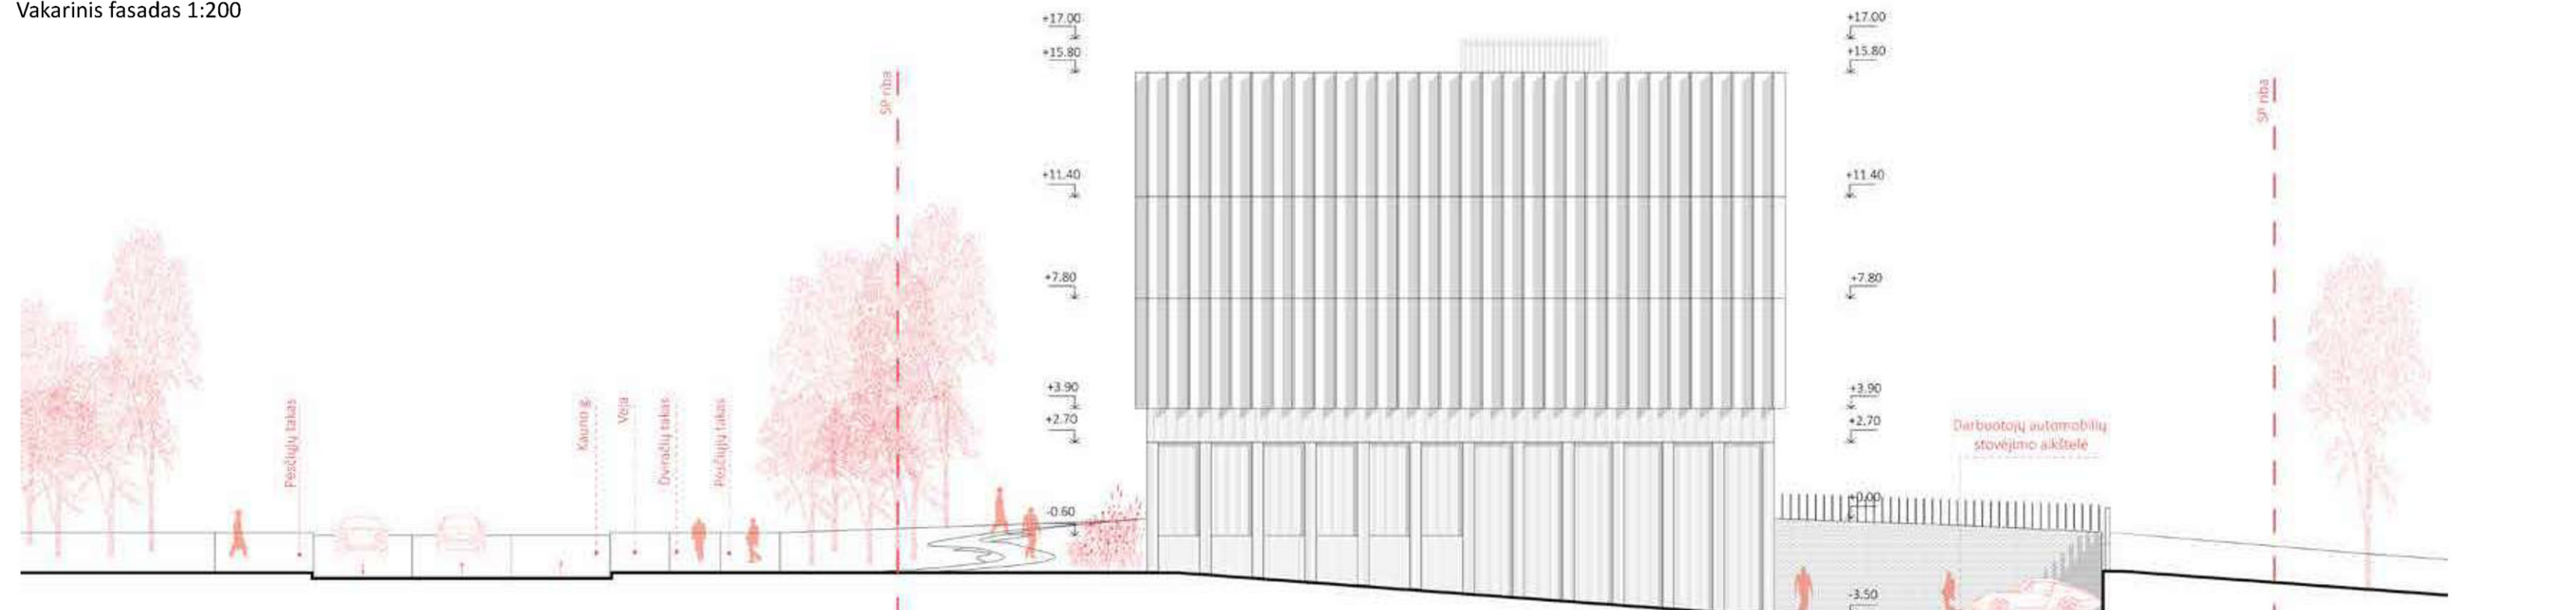 Vakarinis fasadas 1:200
+17.00
+15.80
+11.40
+7.80
+3.90
+2.70
-0.60
SP riba
Pėsčiųjų takas
Kauno g.
Veja
Dviračių takas
Pėsčiųjų takas
+17.00
+15.80
+11.40
+7.80
+3.90
+2.70
+0.00
-3.50
Darbuotojų automobilių
stovėjimo aikštelė
SP riba